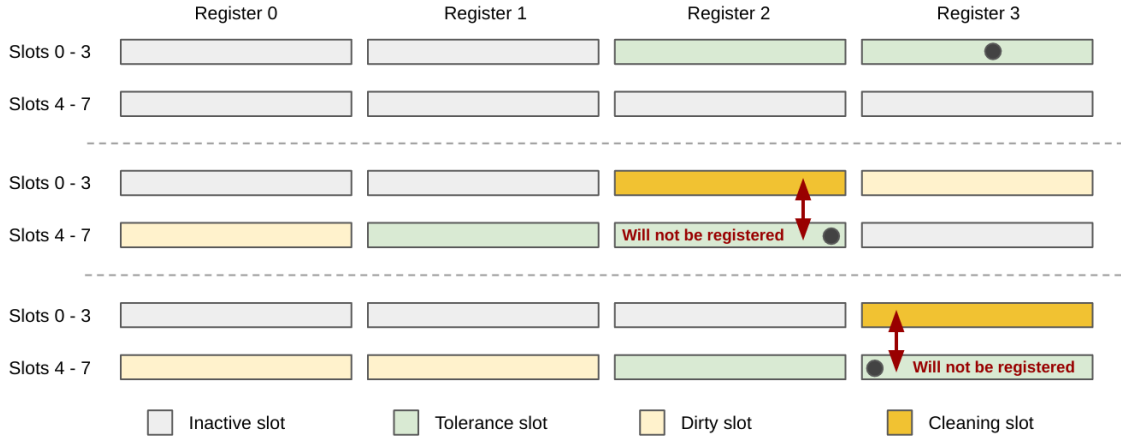 Register 0 Register 1 Register 2 Register 3
Slots 0 - 3
Slots 4 - 7
Slots 0 - 3
Slots 4 - 7 Will not be registered
Slots 0 - 3
Slots 4 - 7 Will not be registered
Inactive slot Tolerance slot Dirty slot Cleaning slot